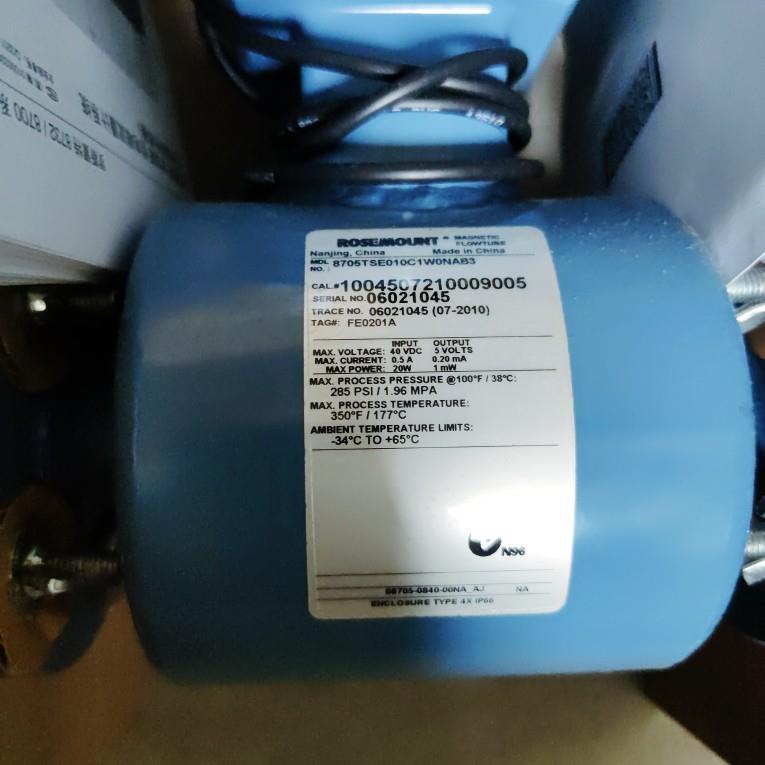 ROSEMOUNT® MAGNETIC FLOWTUBE
Nanjing, China Made in China
MDL NO.: 8705TSE010C1W0NAB3
CAL.# 1004507210009005
SERIAL NO. 06021045
TRACE NO. 06021045 (07-2010)
TAG#: FE0201A
INPUT OUTPUT
MAX. VOLTAGE: 40 VDC 5 VOLTS
MAX. CURRENT: 0.5 A 0.20 mA
MAX POWER: 20W 1 mW
MAX. PROCESS PRESSURE @100°F / 38°C:
285 PSI / 1.96 MPA
MAX. PROCESS TEMPERATURE:
350°F / 177°C
AMBIENT TEMPERATURE LIMITS:
-34°C TO +65°C
N96
08705-0840-00NA_AJ NA
ENCLOSURE TYPE 4X IP66
8732 / 8700